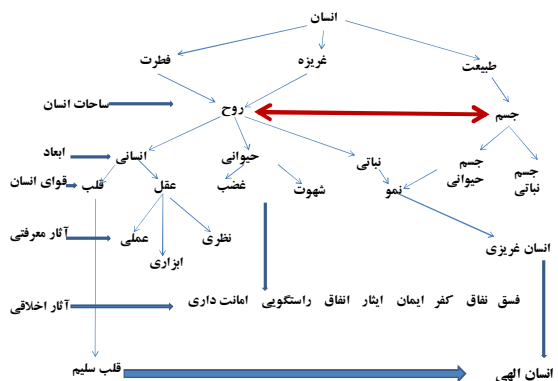 انسان
طبیعت غریزه فطرت
جسم روح ساحات انسان
جسم نباتی جسم حیوانی نباتی حیوانی انسانی ابعاد
نمو شهوت غضب عقل قلب قوای انسان
انسان غریزی نظری ابزاری عملی آثار معرفتی
فسق نفاق کفر ایمان ایثار انفاق راستگویی امانت داری آثار اخلاقی
انسان الهی قلب سلیم